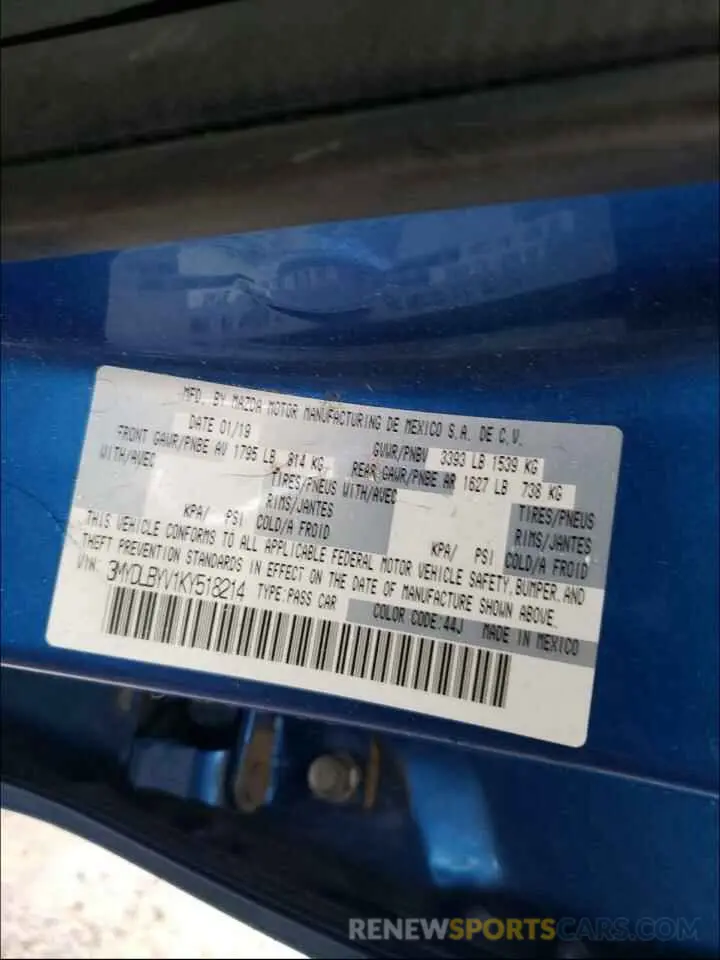 MFD. BY MAZDA MOTOR MANUFACTURING DE MEXICO S.A. DE C.V.
DATE 01/19 GVWR/PNBV 3393 LB 1539 KG
FRONT GAWR/PNBE AV 1795 LB 814 KG REAR GAWR/PNBE AR 1627 LB 738 KG
WITH/AVEC TIRES/PNEUS WITH/AVEC TIRES/PNEUS
RIMS/JANTES RIMS/JANTES
KPA/ PSI COLD/A FROID KPA/ PSI COLD/A FROID
THIS VEHICLE CONFORMS TO ALL APPLICABLE FEDERAL MOTOR VEHICLE SAFETY, BUMPER, AND
THEFT PREVENTION STANDARDS IN EFFECT ON THE DATE OF MANUFACTURE SHOWN ABOVE.
VIN: 3MYDLBYV1KY518214 TYPE:PASS CAR COLOR CODE:44J MADE IN MEXICO
RENEWSPORTSCARS.COM